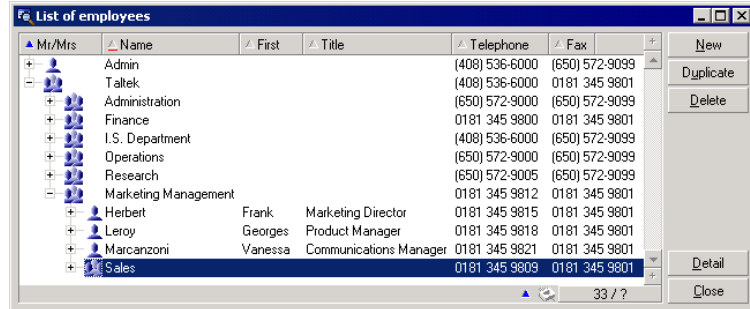 List of employees
Mr/Mrs Name First Title Telephone Fax New
Admin (408) 536-6000 (650) 572-9099
Taltek (408) 536-6000 0181 345 9801 Duplicate
Administration (650) 572-9000 (650) 572-9099 Delete
Finance 0181 345 9800 0181 345 9801
I.S. Department (408) 536-6000 (650) 572-9099
Operations (650) 572-9000 (650) 572-9099
Research (650) 572-9005 (650) 572-9099
Marketing Management 0181 345 9812 0181 345 9801
Herbert Frank Marketing Director 0181 345 9815 0181 345 9801
Leroy Georges Product Manager 0181 345 9818 0181 345 9801
Marcanzoni Vanessa Communications Manager 0181 345 9821 0181 345 9801
Sales 0181 345 9809 0181 345 9801 Detail
33 / ? Close